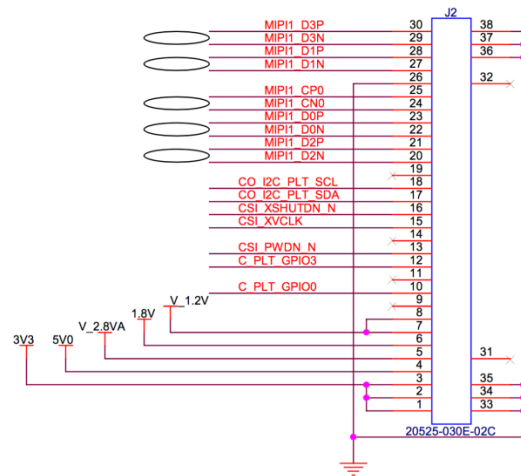 J2
MIPI1_D3P 30 38
MIPI1_D3N 29 37
MIPI1_D1P 28 36
MIPI1_D1N 27
26 32
MIPI1_CP0 25
MIPI1_CN0 24
MIPI1_D0P 23
MIPI1_D0N 22
MIPI1_D2P 21
MIPI1_D2N 20
19
CO_I2C_PLT_SCL 18
CO_I2C_PLT_SDA 17
CSI_XSHUTDN_N 16
CSI_XVCLK 15
14
CSI_PWDN_N 13
C_PLT_GPIO3 12
11
C_PLT_GPIO0 10
V_1.2V 9
8
1.8V 7
V_2.8VA 6
3V3 5V0 5 31
4
3 35
2 34
1 33
20525-030E-02C